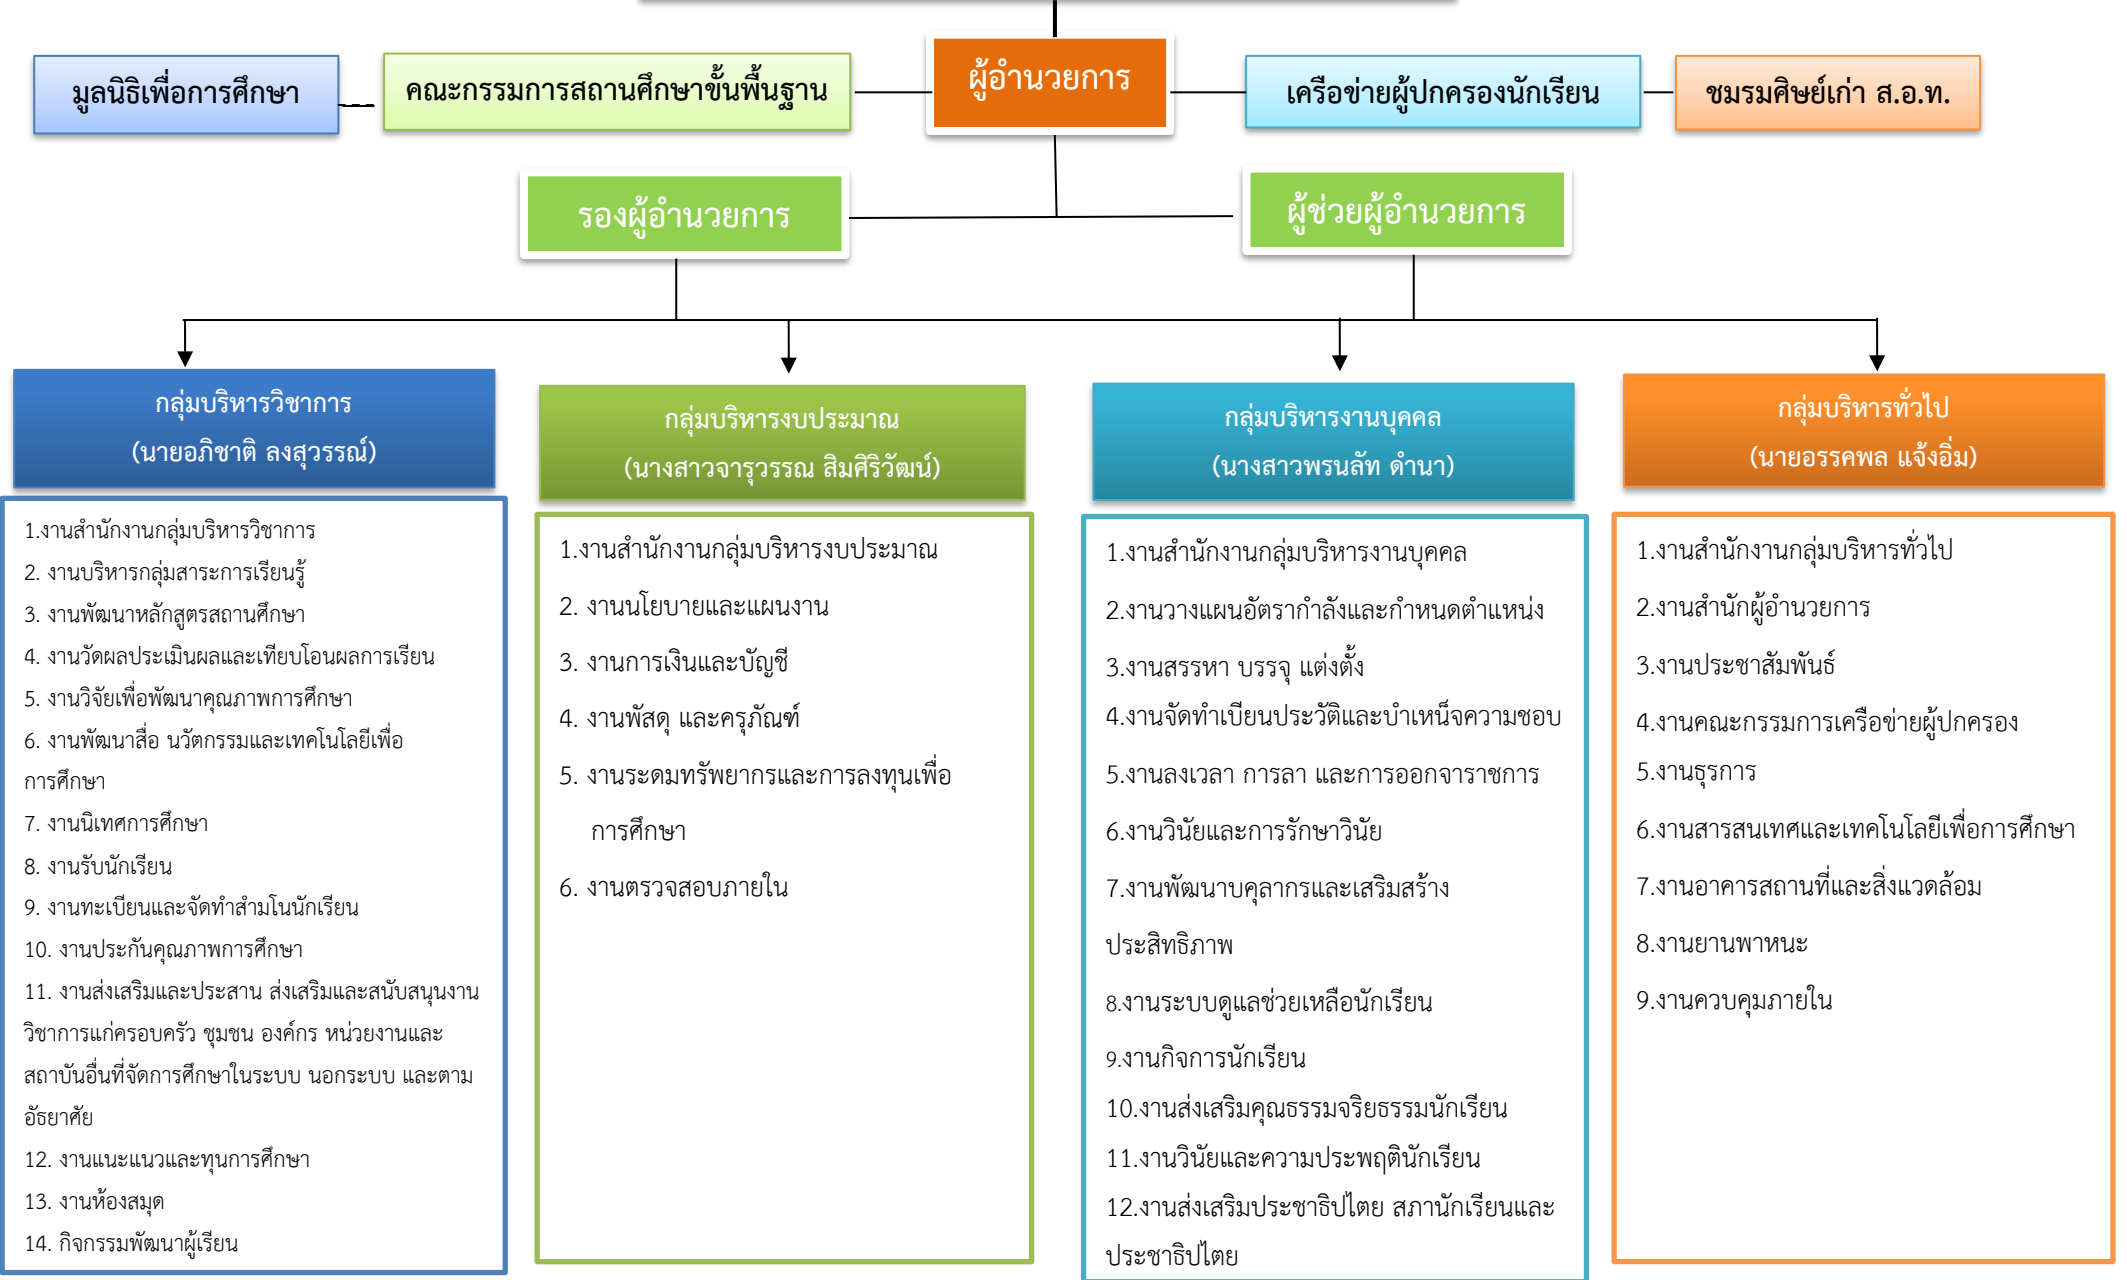 มูลนิธิเพื่อการศึกษา
คณะกรรมการสถานศึกษาขั้นพื้นฐาน
ผู้อำนวยการ
เครือข่ายผู้ปกครองนักเรียน
ชมรมศิษย์เก่า ส.อ.ท.
รองผู้อำนวยการ
ผู้ช่วยผู้อำนวยการ
กลุ่มบริหารวิชาการ
(นายอภิชาติ ลงสุวรรณ์)
1.งานสำนักงานกลุ่มบริหารวิชาการ
2. งานบริหารกลุ่มสาระการเรียนรู้
3. งานพัฒนาหลักสูตรสถานศึกษา
4. งานวัดผลประเมินผลและเทียบโอนผลการเรียน
5. งานวิจัยเพื่อพัฒนาคุณภาพการศึกษา
6. งานพัฒนาสื่อ นวัตกรรมและเทคโนโลยีเพื่อ
การศึกษา
7. งานนิเทศการศึกษา
8. งานรับนักเรียน
9. งานทะเบียนและจัดทำสำมโนนักเรียน
10. งานประกันคุณภาพการศึกษา
11. งานส่งเสริมและประสาน ส่งเสริมและสนับสนุนงาน
วิชาการแก่ครอบครัว ชุมชน องค์กร หน่วยงานและ
สถาบันอื่นที่จัดการศึกษาในระบบ นอกระบบ และตาม
อัธยาศัย
12. งานแนะแนวและทุนการศึกษา
13. งานห้องสมุด
14. กิจกรรมพัฒนาผู้เรียน
กลุ่มบริหารงบประมาณ
(นางสาวจารุวรรณ สิมศิริวัฒน์)
1.งานสำนักงานกลุ่มบริหารงบประมาณ
2. งานนโยบายและแผนงาน
3. งานการเงินและบัญชี
4. งานพัสดุ และครุภัณฑ์
5. งานระดมทรัพยากรและการลงทุนเพื่อ
การศึกษา
6. งานตรวจสอบภายใน
กลุ่มบริหารงานบุคคล
(นางสาวพรนลัท ดำนา)
1.งานสำนักงานกลุ่มบริหารงานบุคคล
2.งานวางแผนอัตรากำลังและกำหนดตำแหน่ง
3.งานสรรหา บรรจุ แต่งตั้ง
4.งานจัดทำเบียนประวัติและบำเหน็จความชอบ
5.งานลงเวลา การลา และการออกจาราชการ
6.งานวินัยและการรักษาวินัย
7.งานพัฒนาบคุลากรและเสริมสร้าง
ประสิทธิภาพ
8.งานระบบดูแลช่วยเหลือนักเรียน
9.งานกิจการนักเรียน
10.งานส่งเสริมคุณธรรมจริยธรรมนักเรียน
11.งานวินัยและความประพฤตินักเรียน
12.งานส่งเสริมประชาธิปไตย สภานักเรียนและ
ประชาธิปไตย
กลุ่มบริหารทั่วไป
(นายอรรคพล แจ้งอิ่ม)
1.งานสำนักงานกลุ่มบริหารทั่วไป
2.งานสำนักผู้อำนวยการ
3.งานประชาสัมพันธ์
4.งานคณะกรรมการเครือข่ายผู้ปกครอง
5.งานธุรการ
6.งานสารสนเทศและเทคโนโลยีเพื่อการศึกษา
7.งานอาคารสถานที่และสิ่งแวดล้อม
8.งานยานพาหนะ
9.งานควบคุมภายใน